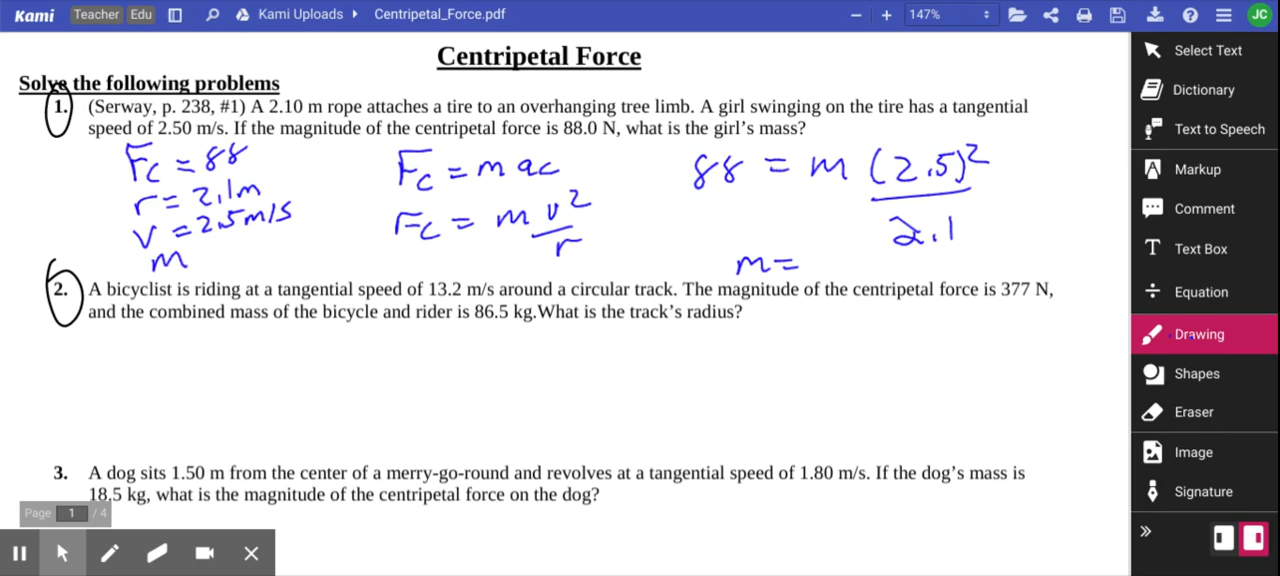 Kami Teacher Edu Kami Uploads Centripetal_Force.pdf 147% JC
Centripetal Force
Solve the following problems
1. (Serway, p. 238, #1) A 2.10 m rope attaches a tire to an overhanging tree limb. A girl swinging on the tire has a tangential
speed of 2.50 m/s. If the magnitude of the centripetal force is 88.0 N, what is the girl's mass?
Fc = 88
r = 2.1m
v = 2.5m/s
m
Fc = m ac
Fc = m v²/r
88 = m (2.5)²/2.1
m =
2. A bicyclist is riding at a tangential speed of 13.2 m/s around a circular track. The magnitude of the centripetal force is 377 N,
and the combined mass of the bicycle and rider is 86.5 kg.What is the track's radius?
3. A dog sits 1.50 m from the center of a merry-go-round and revolves at a tangential speed of 1.80 m/s. If the dog's mass is
18.5 kg, what is the magnitude of the centripetal force on the dog?
Page 1 / 4
Select Text
Dictionary
Text to Speech
Markup
Comment
T Text Box
Equation
Drawing
Shapes
Eraser
Image
Signature